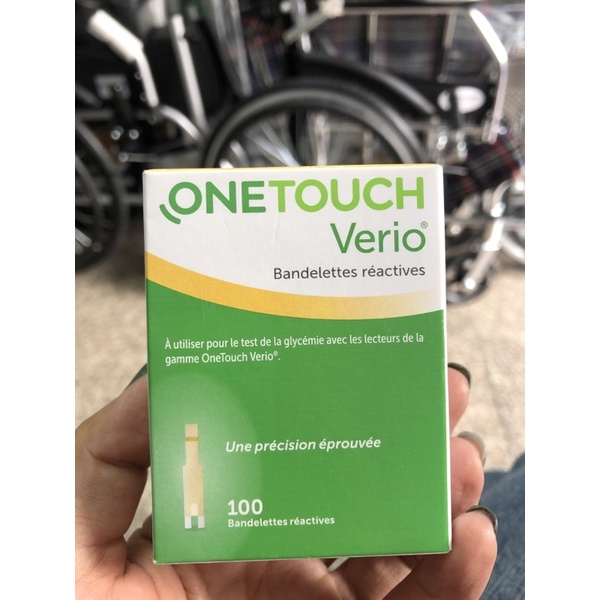 ONETOUCH
Verio®
Bandelettes réactives
À utiliser pour le test de la glycémie avec les lecteurs de la
gamme OneTouch Verio®.
Une précision éprouvée
100
Bandelettes réactives